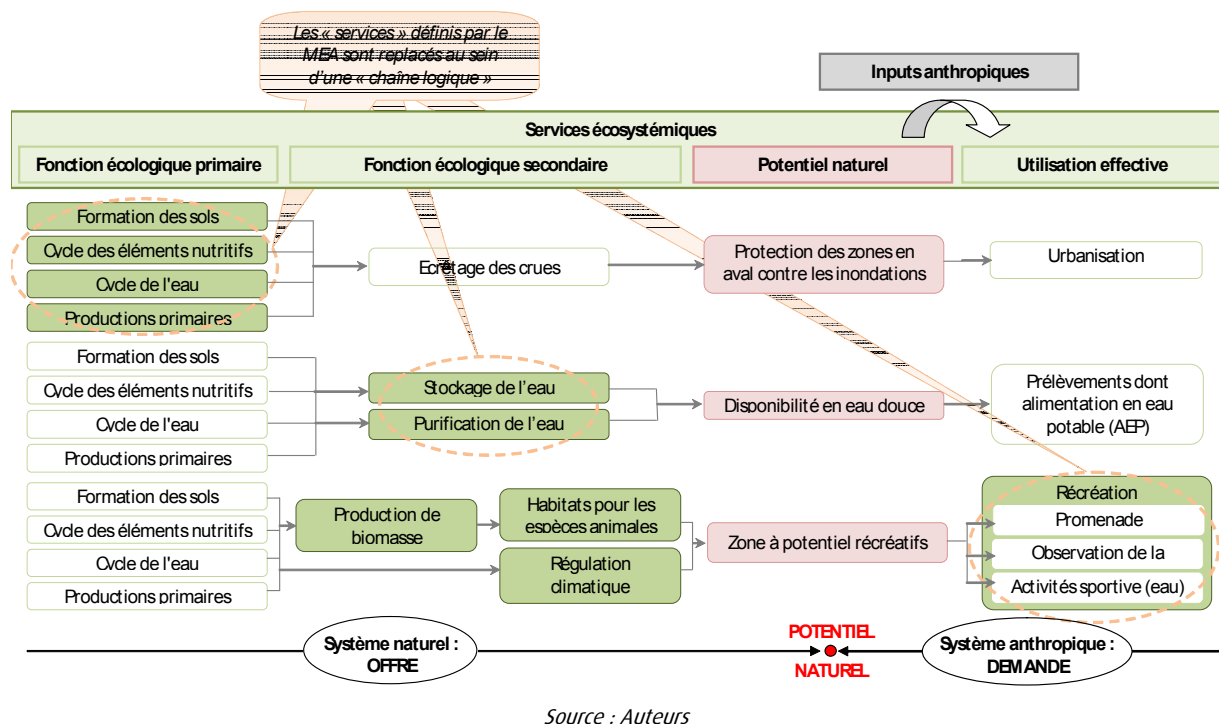 Les « services » définis par le
MEA sont replacés au sein
d'une « chaîne logique »
Inputs anthropiques
Services écosystémiques
Fonction écologique primaire
Fonction écologique secondaire
Potentiel naturel
Utilisation effective
Formation des sols
Cycle des éléments nutritifs
Cycle de l'eau
Productions primaires
Ecrêtage des crues
Protection des zones en
aval contre les inondations
Urbanisation
Formation des sols
Cycle des éléments nutritifs
Cycle de l'eau
Productions primaires
Stockage de l'eau
Purification de l'eau
Disponibilité en eau douce
Prélèvements dont
alimentation en eau
potable (AEP)
Formation des sols
Cycle des éléments nutritifs
Cycle de l'eau
Productions primaires
Production de
biomasse
Habitats pour les
espèces animales
Régulation
climatique
Zone à potentiel récréatifs
Récréation
Promenade
Observation de la
Activités sportive (eau)
Système naturel :
OFFRE
POTENTIEL
NATUREL
Système anthropique :
DEMANDE
Source : Auteurs